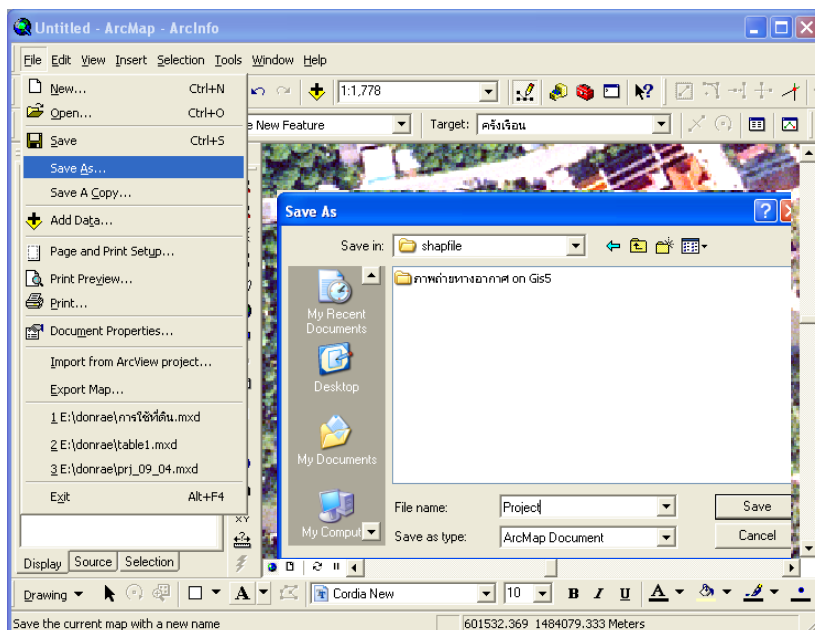 Untitled - ArcMap - ArcInfo
File Edit View Insert Selection Tools Window Help
New... Ctrl+N
1:1,778
Open... Ctrl+O
e New Feature Target: ครัวเรือน
Save Ctrl+S
Save As...
Save A Copy...
Add Data...
Page and Print Setup...
Print Preview...
Print...
Document Properties...
Import from ArcView project...
Export Map...
1 E:\donrae\การใช้ที่ดิน.mxd
2 E:\donrae\table1.mxd
3 E:\donrae\prj_09_04.mxd
Exit Alt+F4
Save As
Save in: shapfile
ภาพถ่ายทางอากาศ on Gis5
My Recent Documents
Desktop
My Documents
My Comput
File name: Project Save
Save as type: ArcMap Document Cancel
XY
Display Source Selection
Drawing A Cordia New 10 B I U A
Save the current map with a new name 601532.369 1484079.333 Meters